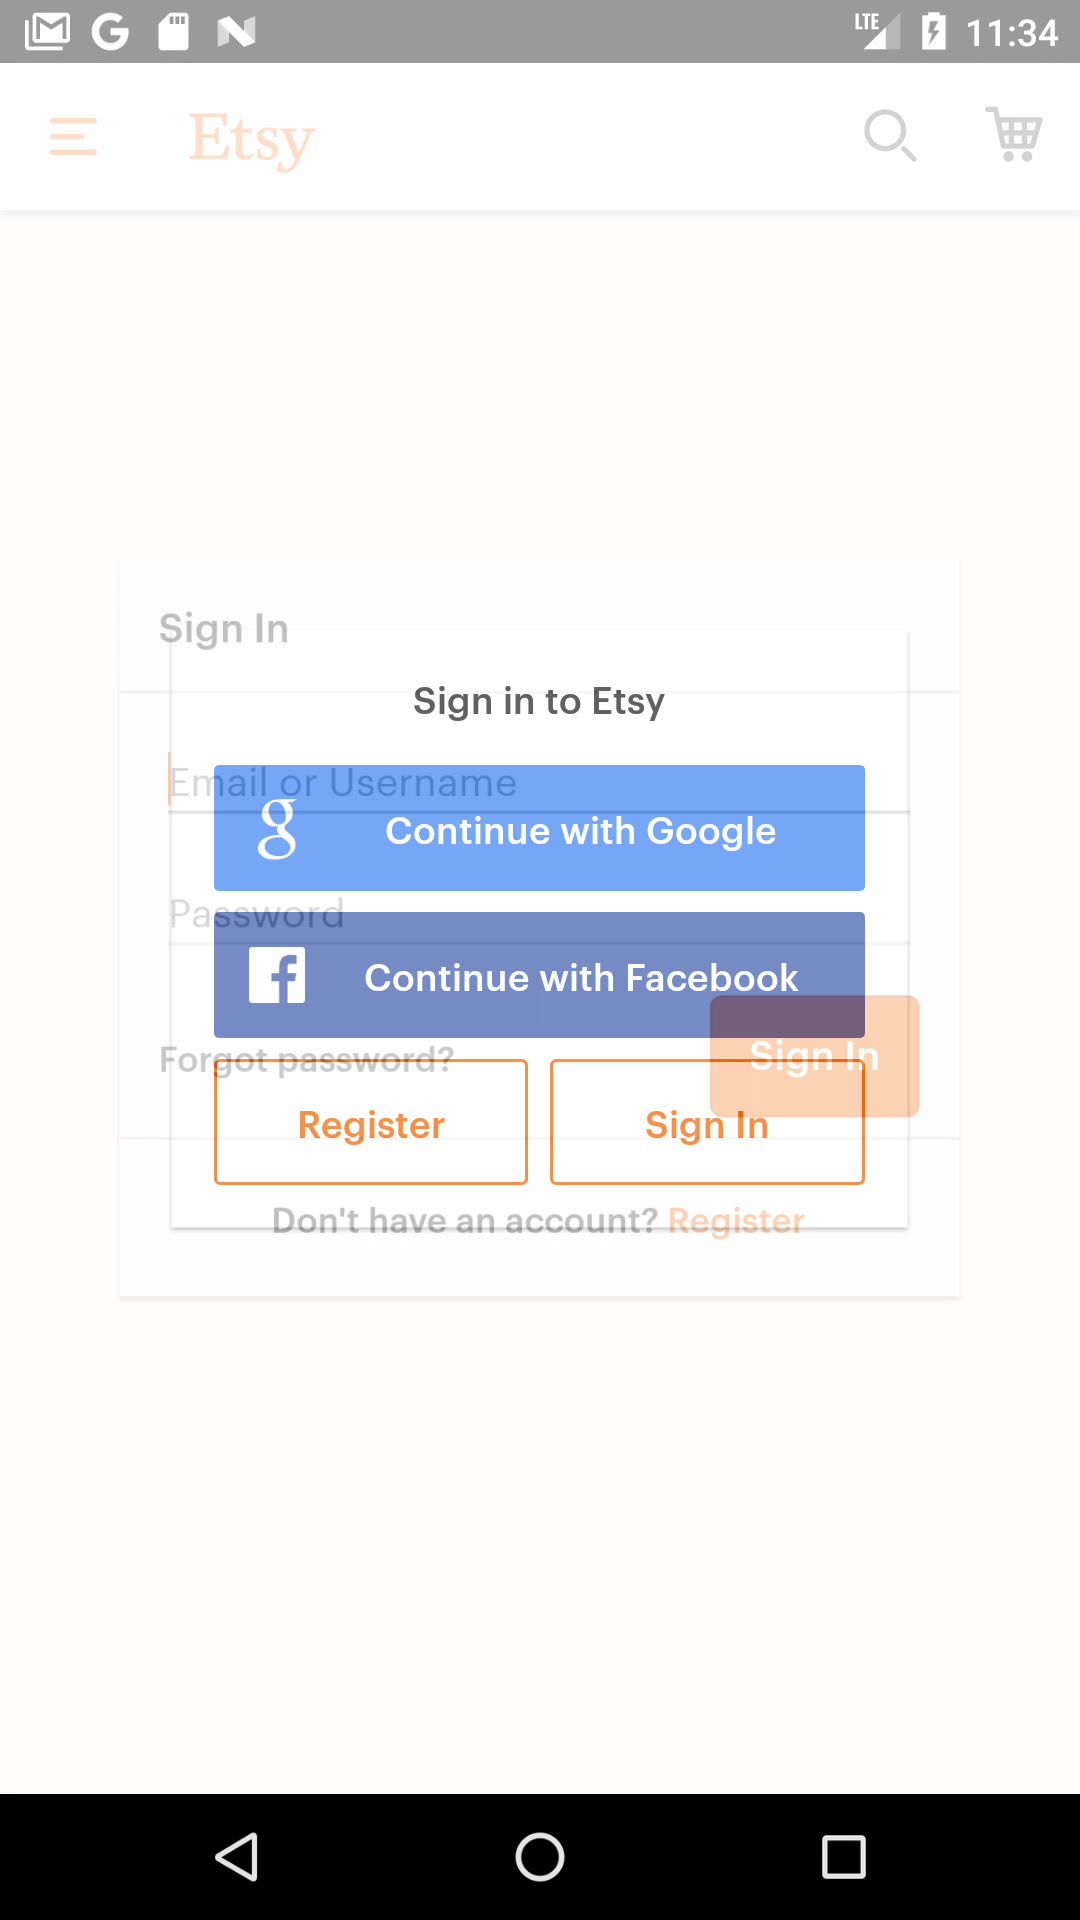 LTE 11:34
Etsy
Sign In
Sign in to Etsy
Email or Username
Continue with Google
Password
Continue with Facebook
Forgot password? Sign In
Register Sign In
Don't have an account? Register